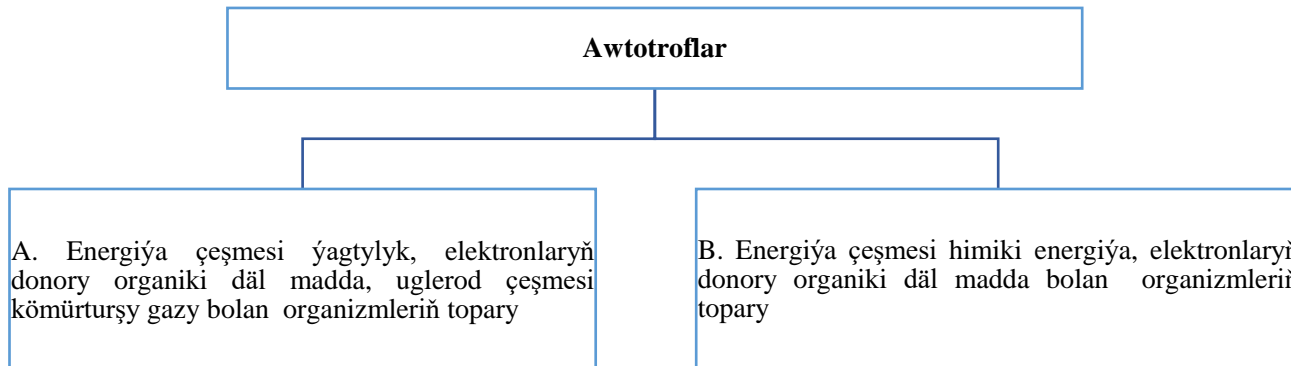 Awtotroflar
A. Energiýa çeşmesi ýagtylyk, elektronlaryň
donory organiki däl madda, uglerod çeşmesi
kömürturşy gazy bolan organizmleriň topary
B. Energiýa çeşmesi himiki energiýa, elektronlaryň
donory organiki däl madda bolan organizmleriň
topary